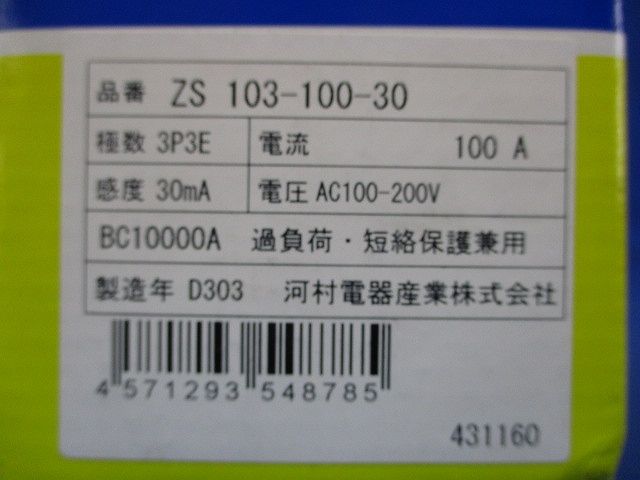 品番 ZS 103-100-30
極数 3P3E 電流 100 A
感度 30mA 電圧 AC100-200V
BC10000A 過負荷・短絡保護兼用
製造年 D303 河村電器産業株式会社
4 571293 548785
431160